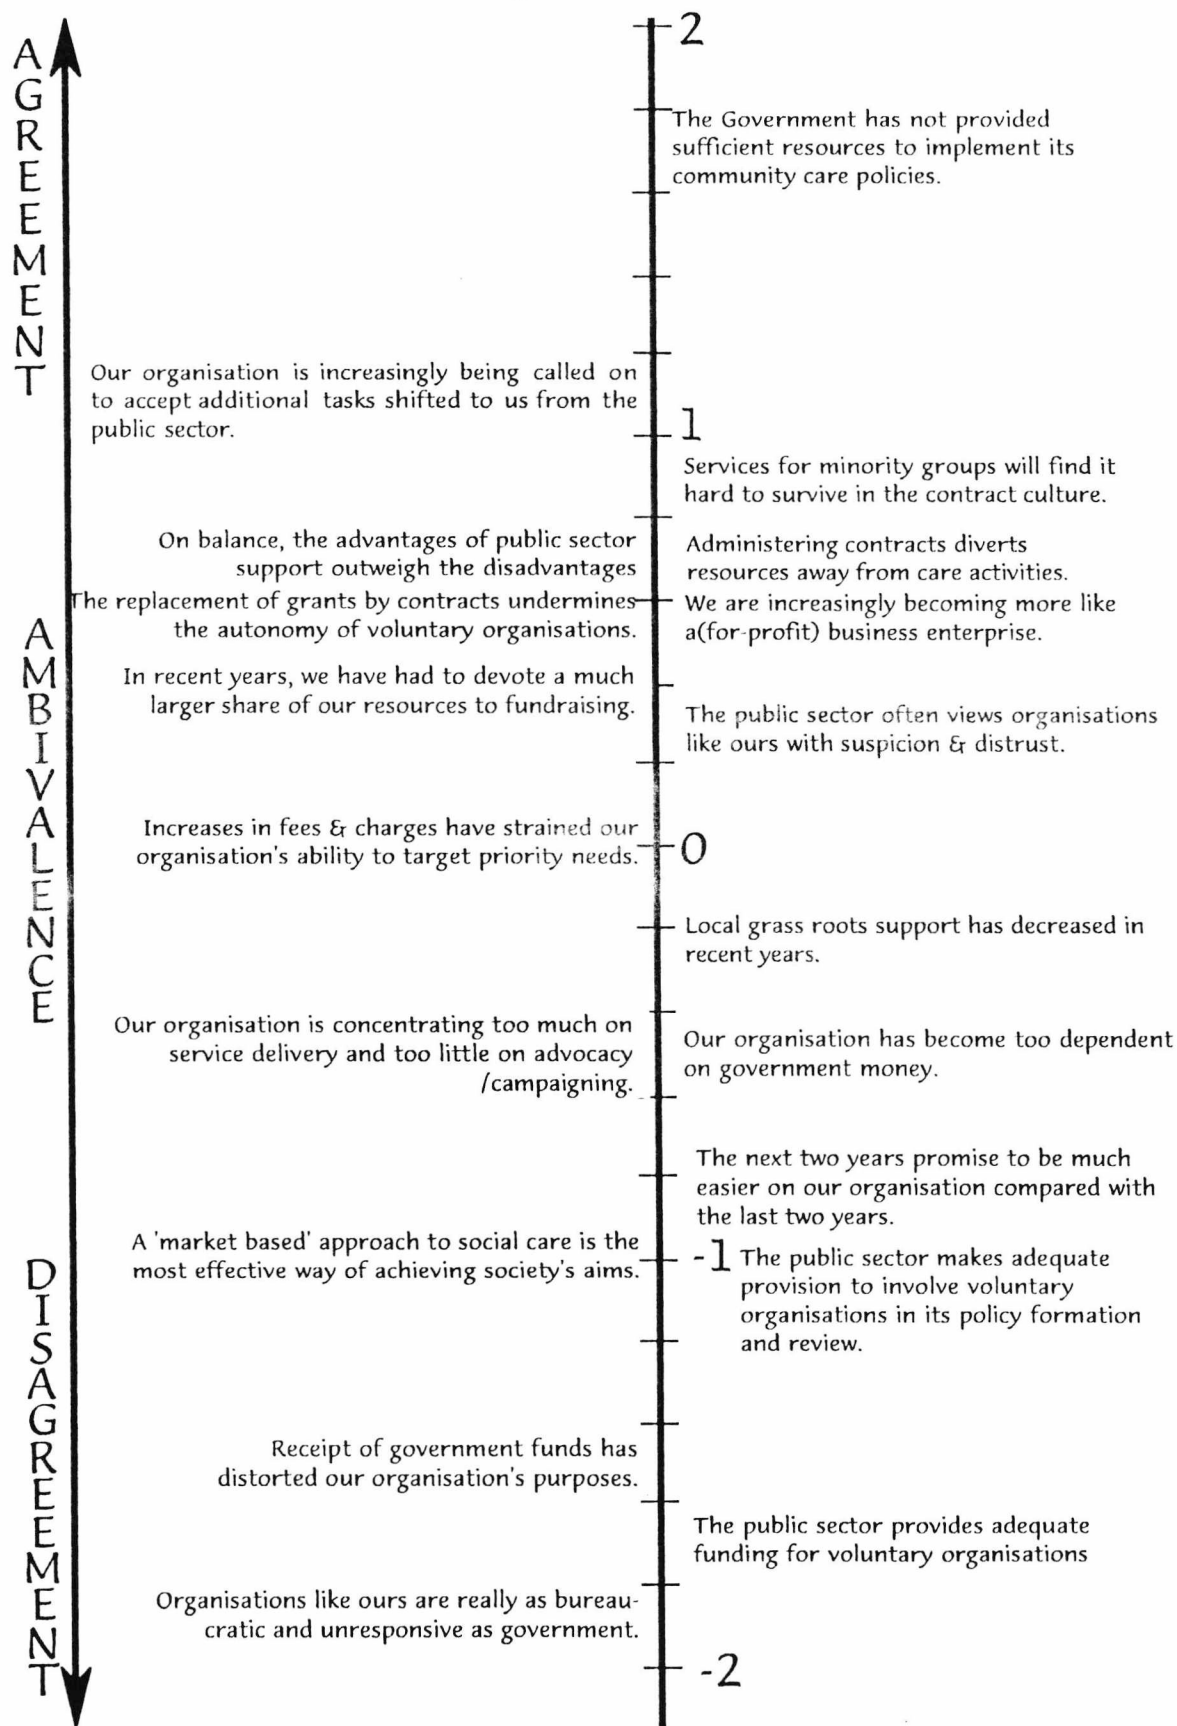 AGREEMENT
AMBIVALENCE
DISAGREEMENT
2
The Government has not provided
sufficient resources to implement its
community care policies.
Our organisation is increasingly being called on
to accept additional tasks shifted to us from the
public sector.
1
Services for minority groups will find it
hard to survive in the contract culture.
On balance, the advantages of public sector
support outweigh the disadvantages
Administering contracts diverts
resources away from care activities.
The replacement of grants by contracts undermines
the autonomy of voluntary organisations.
We are increasingly becoming more like
a(for-profit) business enterprise.
In recent years, we have had to devote a much
larger share of our resources to fundraising.
The public sector often views organisations
like ours with suspicion & distrust.
Increases in fees & charges have strained our
organisation's ability to target priority needs.
0
Local grass roots support has decreased in
recent years.
Our organisation is concentrating too much on
service delivery and too little on advocacy
/campaigning.
Our organisation has become too dependent
on government money.
The next two years promise to be much
easier on our organisation compared with
the last two years.
A 'market based' approach to social care is the
most effective way of achieving society's aims.
-1
The public sector makes adequate
provision to involve voluntary
organisations in its policy formation
and review.
Receipt of government funds has
distorted our organisation's purposes.
The public sector provides adequate
funding for voluntary organisations
Organisations like ours are really as bureau-
cratic and unresponsive as government.
-2